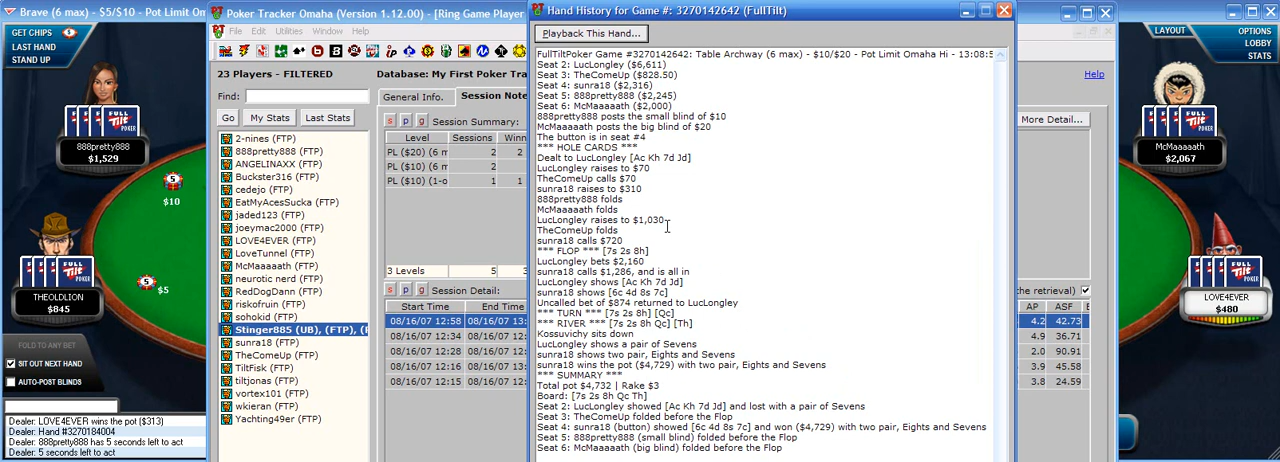 Brave (6 max) - $5/$10 - Pot Limit Om
GET CHIPS
LAST HAND
STAND UP
888pretty888
$1,529
5
$10
5
$5
THEOLDLION
$845
FOLD TO ANY BET
SIT OUT NEXT HAND
AUTO-POST BLINDS
Dealer: LOVE4EVER wins the pot ($313)
Dealer: Hand #3270184004
Dealer: 888pretty888 has 5 seconds left to act
Dealer: 5 seconds left to act
Poker Tracker Omaha (Version 1.12.00) - [Ring Game Player
File Edit Utilities Window Help
23 Players - FILTERED
Database: My First Poker Tra
Find:
General Info.
Session Note
Go
My Stats
Last Stats
2-nines (FTP)
888pretty888 (FTP)
ANGELINAXX (FTP)
Buckster316 (FTP)
cedejo (FTP)
EatMyAcesSucka (FTP)
jaded123 (FTP)
joeymac2000 (FTP)
LOVE4EVER (FTP)
LoveTunnel (FTP)
McMaaaaath (FTP)
neurotic nerd (FTP)
RedDogDann (FTP)
riskofruin (FTP)
sohokid (FTP)
Stinger885 (UB), (FTP), (F
sunra18 (FTP)
TheComeUp (FTP)
TiltFisk (FTP)
tiltjonas (FTP)
vortex101 (FTP)
wkieran (FTP)
Yachting49er (FTP)
s p g Session Summary:
Level Sessions Winn
PL ($20) (6 m 2 2
PL ($10) (6 m 2
PL ($10) (1-o 1 1
3 Levels 5 3
s p g Session Detail:
Start Time End Time
08/16/07 12:58 08/16/07 13:
08/16/07 12:34 08/16/07 13:
08/16/07 12:28 08/16/07 13:
08/16/07 12:16 08/16/07 13:
08/16/07 12:15 08/16/07 13:
Hand History for Game #: 3270142642 (FullTilt)
Playback This Hand...
FullTiltPoker Game #3270142642: Table Archway (6 max) - $10/$20 - Pot Limit Omaha Hi - 13:08:5
Seat 2: LucLongley ($6,611)
Seat 3: TheComeUp ($828.50)
Seat 4: sunra18 ($2,316)
Seat 5: 888pretty888 ($2,245)
Seat 6: McMaaaaath ($2,000)
888pretty888 posts the small blind of $10
McMaaaaath posts the big blind of $20
The button is in seat #4
*** HOLE CARDS ***
Dealt to LucLongley [Ac Kh 7d Jd]
LucLongley raises to $70
TheComeUp calls $70
sunra18 raises to $310
888pretty888 folds
McMaaaaath folds
LucLongley raises to $1,030
TheComeUp folds
sunra18 calls $720
*** FLOP *** [7s 2s 8h]
LucLongley bets $2,160
sunra18 calls $1,286, and is all in
LucLongley shows [Ac Kh 7d Jd]
sunra18 shows [6c 4d 8s 7c]
Uncalled bet of $874 returned to LucLongley
*** TURN *** [7s 2s 8h] [Qc]
*** RIVER *** [7s 2s 8h Qc] [Th]
Kossuvichy sits down
LucLongley shows a pair of Sevens
sunra18 shows two pair, Eights and Sevens
sunra18 wins the pot ($4,729) with two pair, Eights and Sevens
*** SUMMARY ***
Total pot $4,732 | Rake $3
Board: [7s 2s 8h Qc Th]
Seat 2: LucLongley showed [Ac Kh 7d Jd] and lost with a pair of Sevens
Seat 3: TheComeUp folded before the Flop
Seat 4: sunra18 (button) showed [6c 4d 8s 7c] and won ($4,729) with two pair, Eights and Sevens
Seat 5: 888pretty888 (small blind) folded before the Flop
Seat 6: McMaaaaath (big blind) folded before the Flop
Help
More Detail...
he retrieval)
AP ASF
4.2 42.73
4.9 36.71
2.0 90.91
3.9 45.58
3.8 24.59
LAYOUT
OPTIONS
LOBBY
STATS
McMaaaaath
$2,067
LOVE4EVER
$480